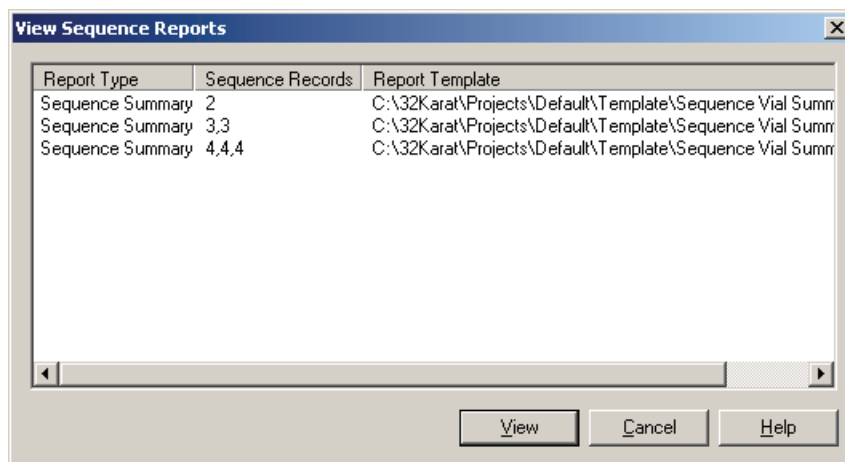 View Sequence Reports
Report Type Sequence Records Report Template
Sequence Summary 2 C:\32Karat\Projects\Default\Template\Sequence Vial Summ
Sequence Summary 3,3 C:\32Karat\Projects\Default\Template\Sequence Vial Summ
Sequence Summary 4,4,4 C:\32Karat\Projects\Default\Template\Sequence Vial Summ
View Cancel Help